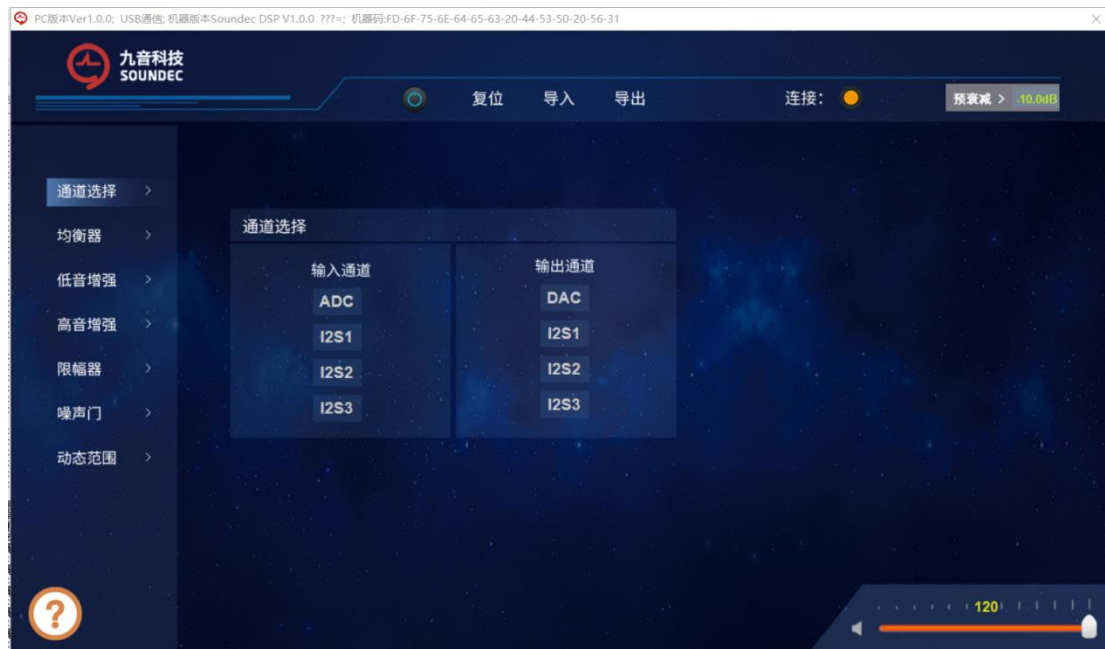 PC版本Ver1.0.0; USB通信; 机器版本Soundec DSP V1.0.0 ???=; 机器码:FD-6F-75-6E-64-65-63-20-44-53-50-20-56-31
九音科技
SOUNDEC
复位 导入 导出 连接: 预衰减 > -10.0dB
通道选择 >
均衡器 >
低音增强 >
高音增强 >
限幅器 >
噪声门 >
动态范围 >
通道选择
输入通道 输出通道
ADC DAC
I2S1 I2S1
I2S2 I2S2
I2S3 I2S3
?
120